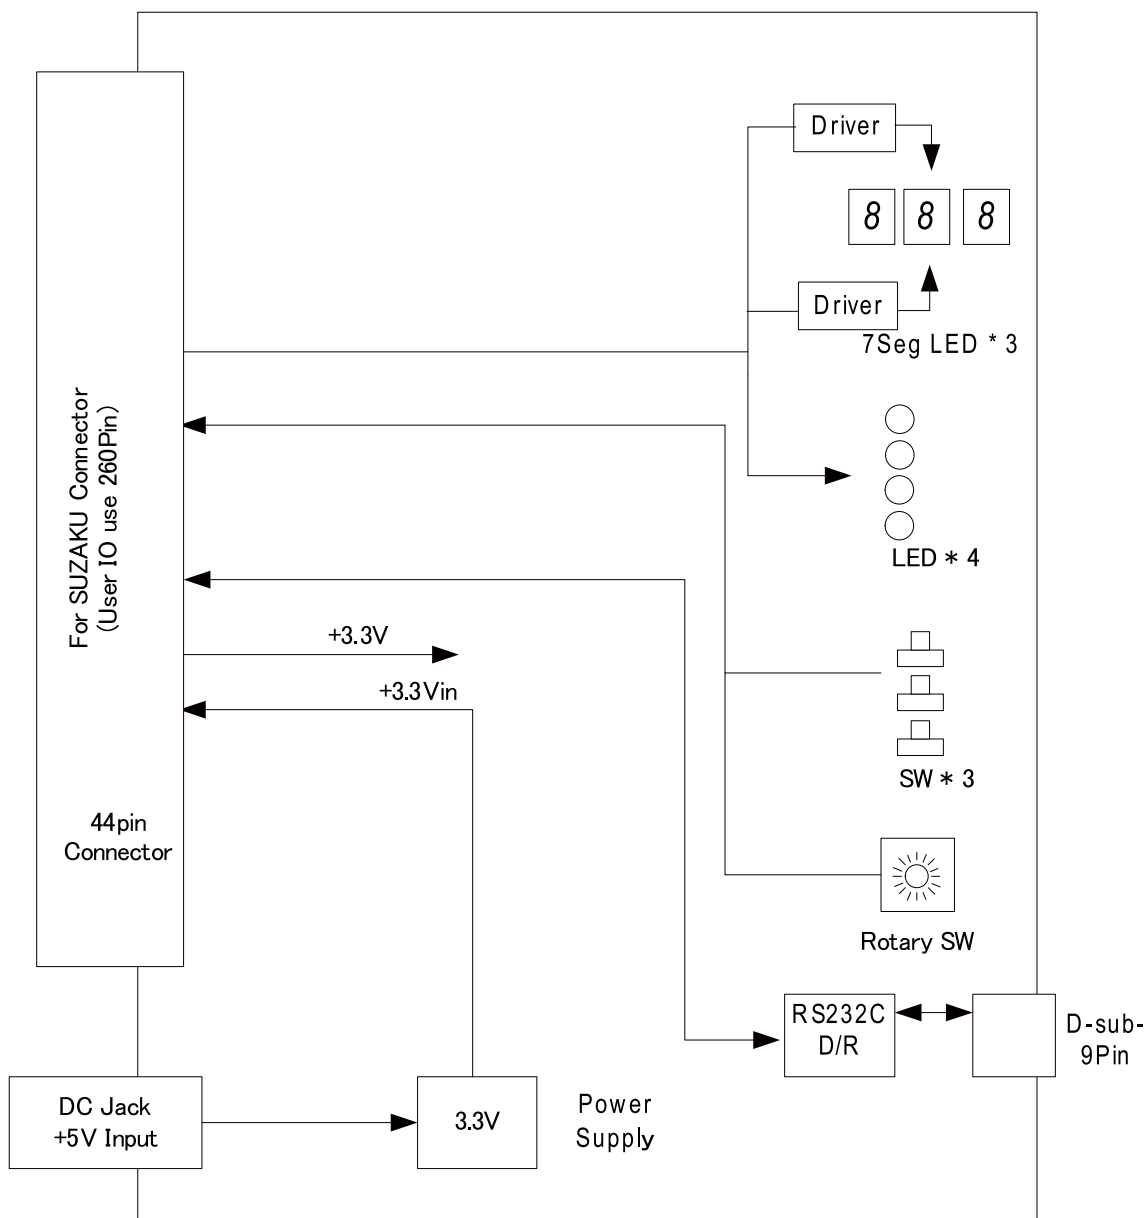 Driver
8 8 8
Driver
7Seg LED * 3
For SUZAKU Connector
(User IO use 260Pin)
LED * 4
+3.3V
+3.3Vin
SW * 3
44pin
Connector
Rotary SW
RS232C
D/R
D-sub-
9Pin
DC Jack
+5V Input
3.3V
Power
Supply